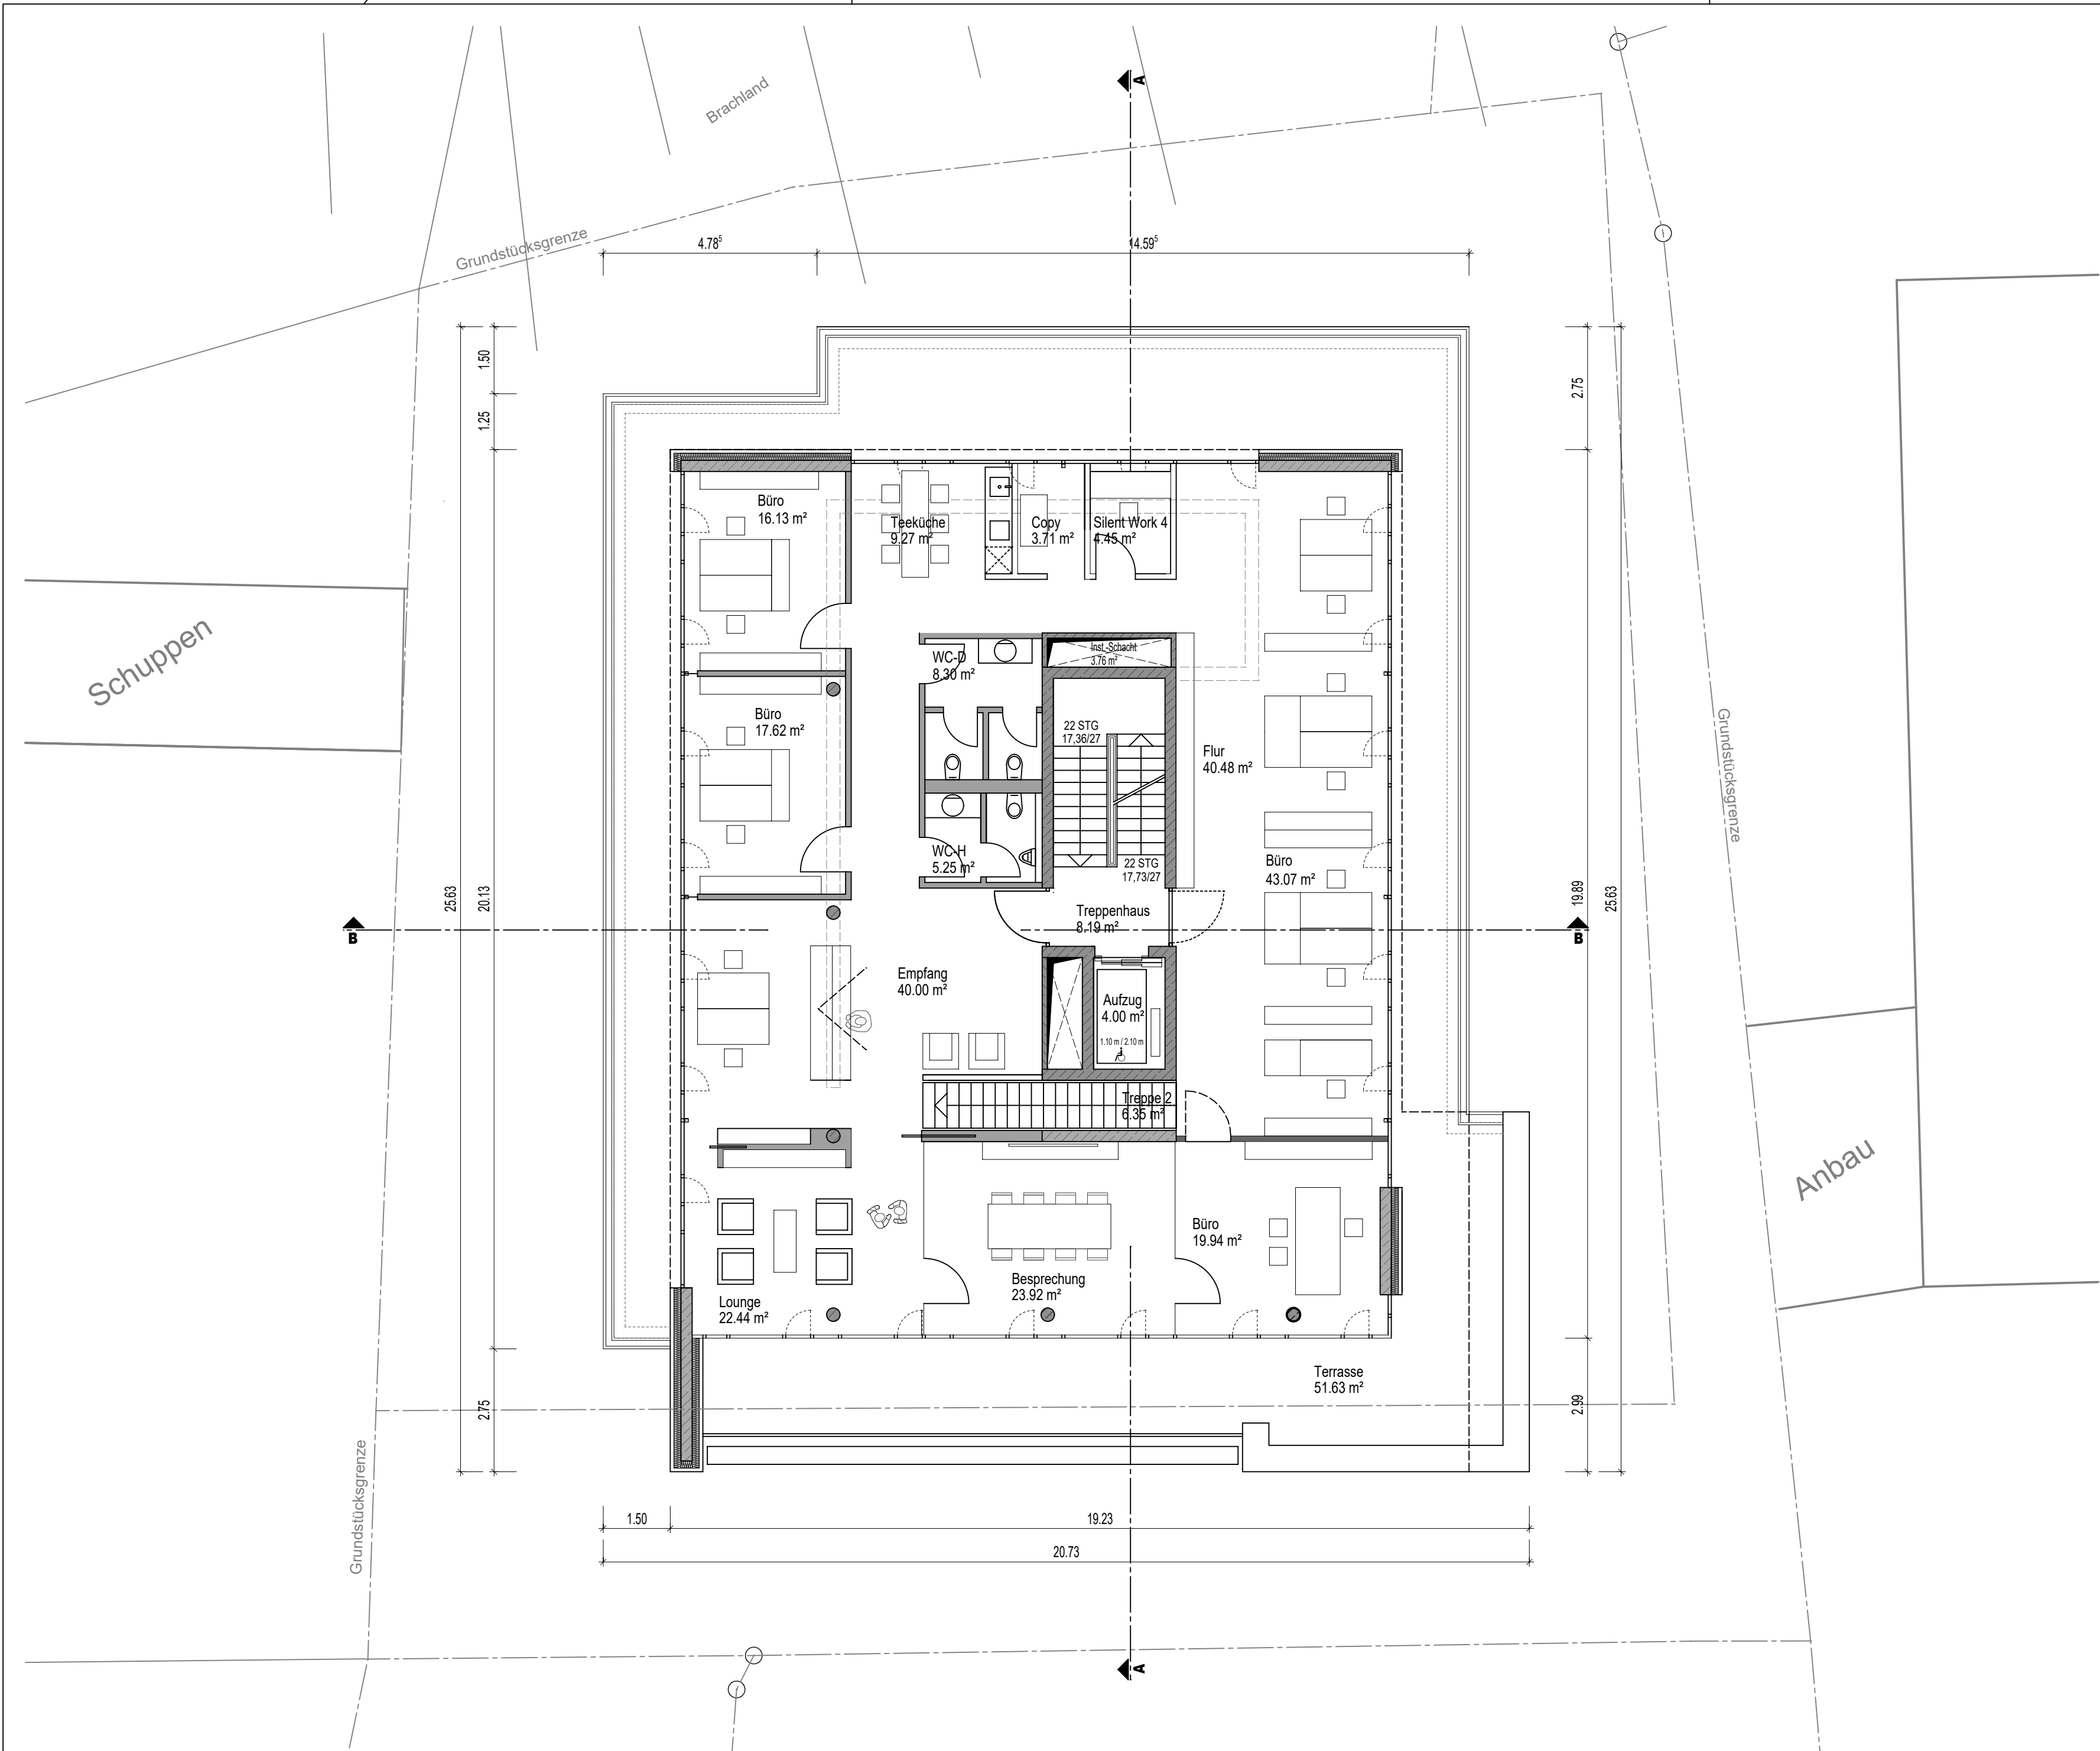 A
Brachland
Grundstücksgrenze
4.78⁵
14.59⁵
1.50
1.25
2.75
Büro
16.13 m²
Teeküche
9.27 m²
Copy
3.71 m²
Silent Work 4
4.45 m²
Schuppen
WC-D
8.30 m²
Inst.-Schacht
3.76 m²
Büro
17.62 m²
22 STG
17,36/27
Flur
40.48 m²
Grundstücksgrenze
WC-H
5.25 m²
22 STG
17,73/27
Büro
43.07 m²
25.63
20.13
19.89
25.63
B
B
Treppenhaus
8.19 m²
Empfang
40.00 m²
Aufzug
4.00 m²
1.10 m / 2.10 m
Treppe 2
6.35 m²
Anbau
Büro
19.94 m²
Besprechung
23.92 m²
Lounge
22.44 m²
Terrasse
51.63 m²
2.75
2.99
Grundstücksgrenze
1.50
19.23
20.73
A